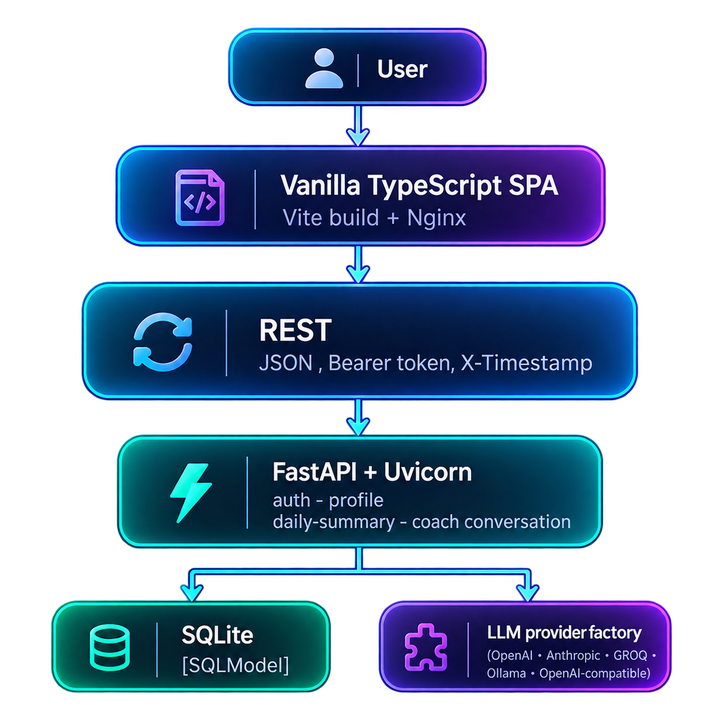 User
Vanilla TypeScript SPA
Vite build + Nginx
REST
JSON , Bearer token, X-Timestamp
FastAPI + Uvicorn
auth - profile
daily-summary - coach conversation
SQLite
[SQLModel]
LLM provider factory
(OpenAI • Anthropic • GROQ •
Ollama • OpenAI-compatible)